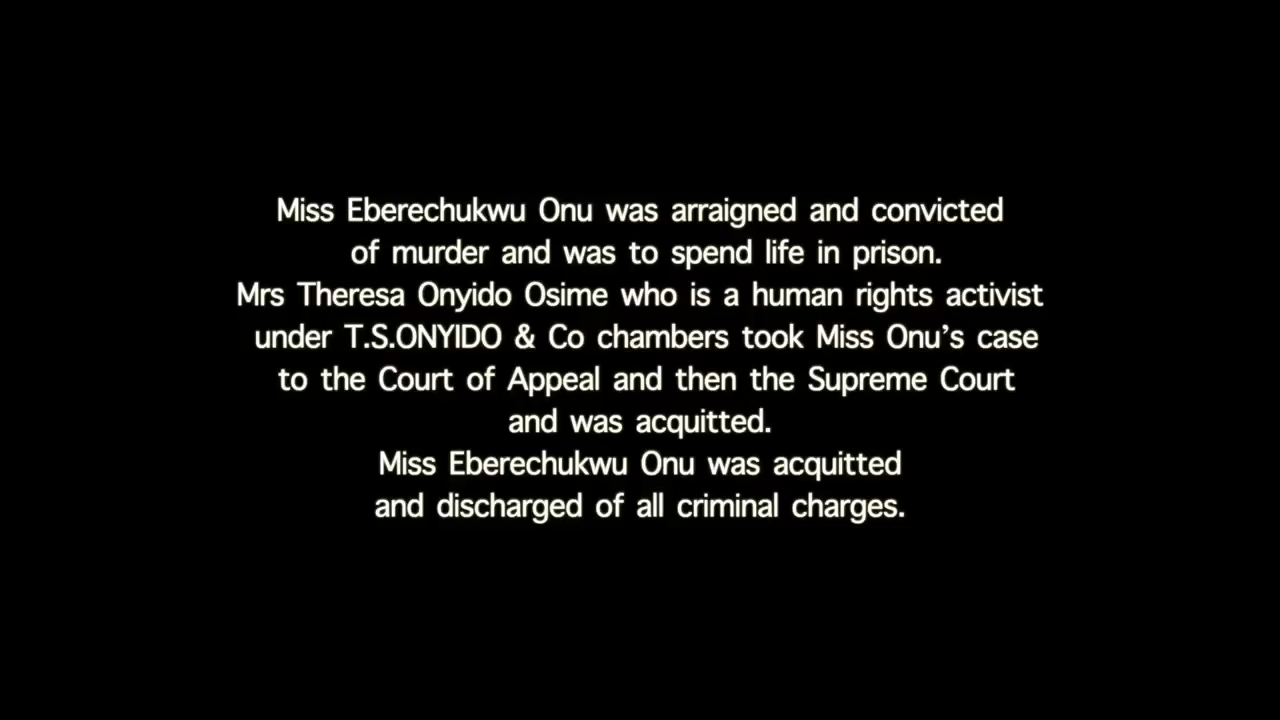 Miss Eberechukwu Onu was arraigned and convicted
of murder and was to spend life in prison.
Mrs Theresa Onyido Osime who is a human rights activist
under T.S.ONYIDO & Co chambers took Miss Onu’s case
to the Court of Appeal and then the Supreme Court
and was acquitted.
Miss Eberechukwu Onu was acquitted
and discharged of all criminal charges.